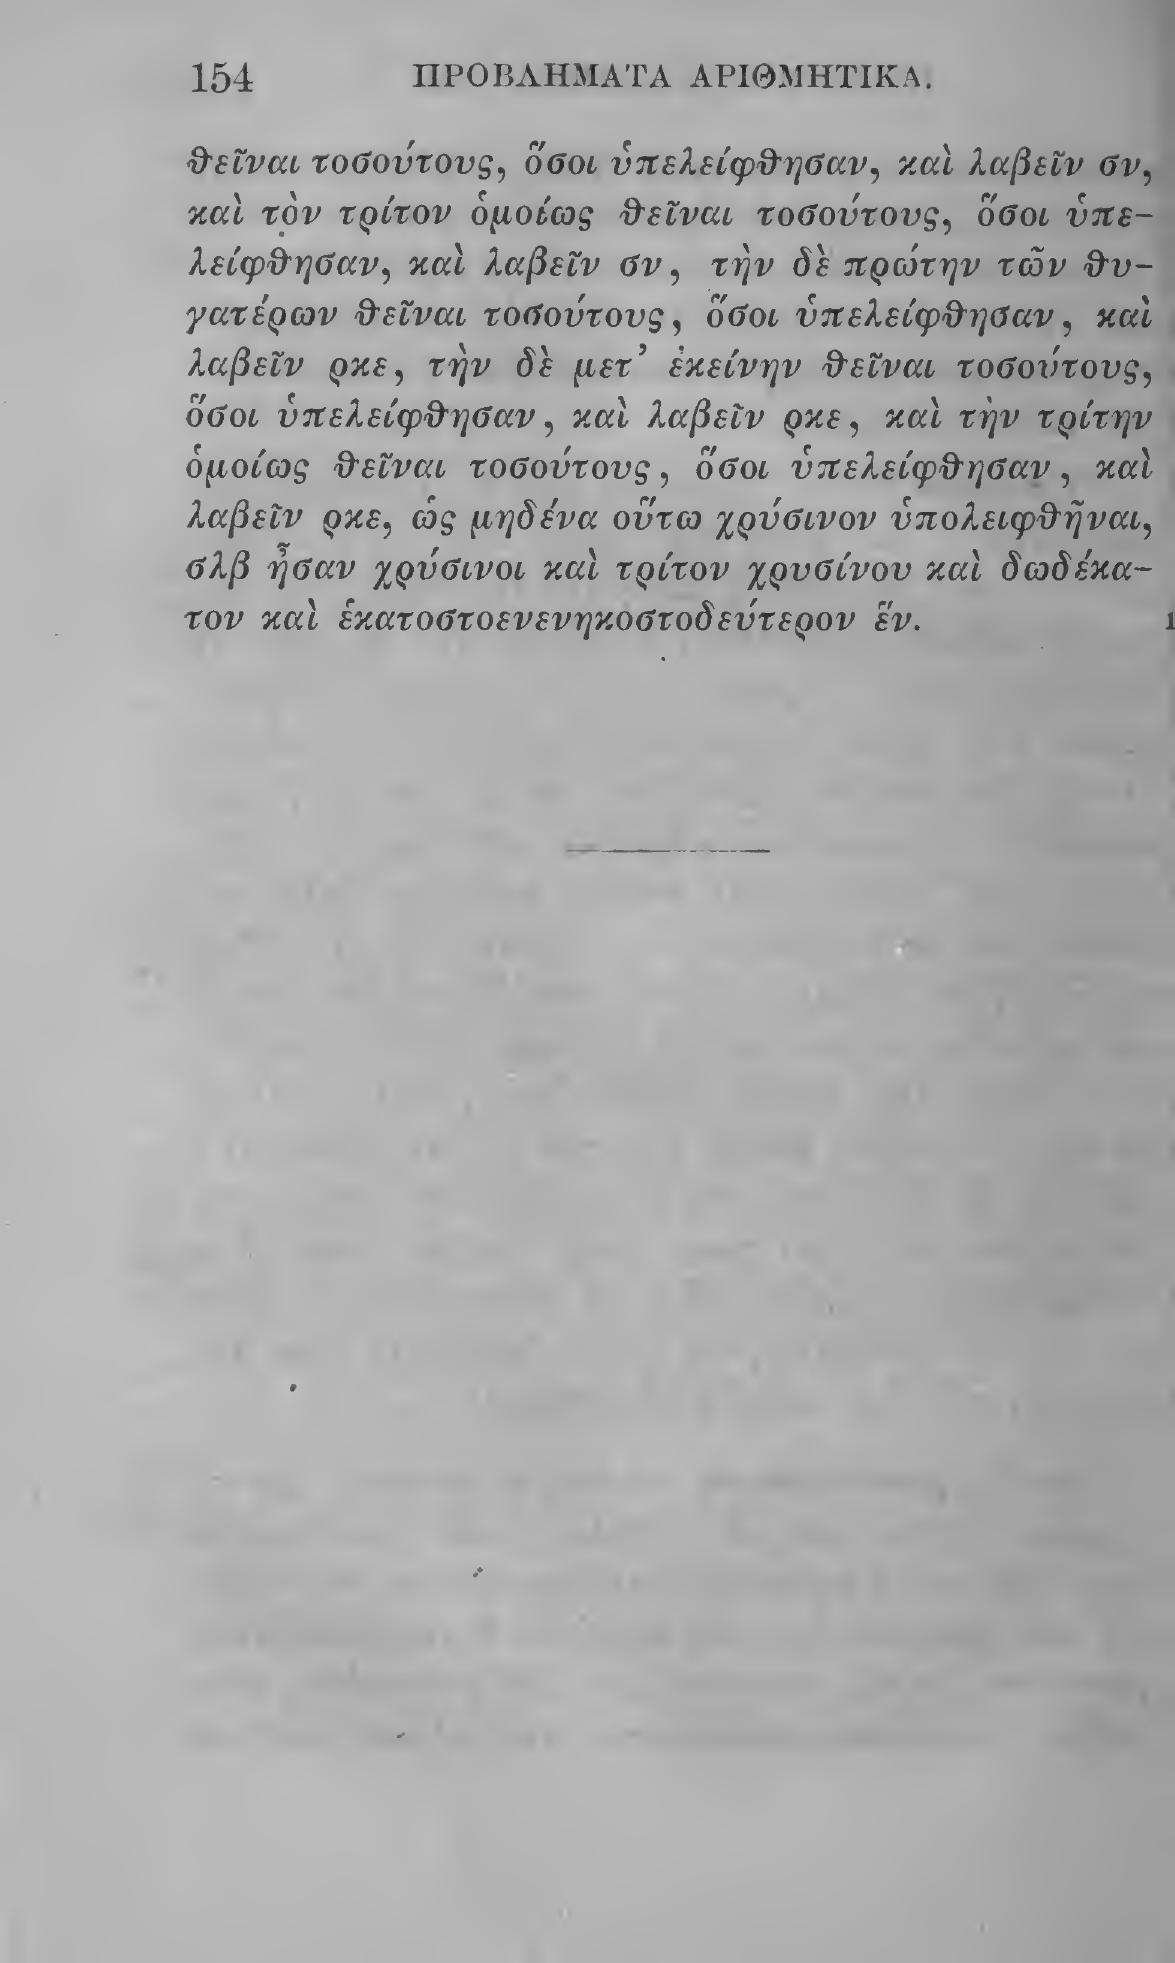 154 ΠΡΟΒΛΗΜΑΤΑ ΑΡΙΘΜΗΤΙΚΑ.
θεῖναι τοσούτους, ὅσοι ὑπελείφθησαν, καὶ λαβεῖν σν,
καὶ τὸν τρίτον ὁμοίως θεῖναι τοσούτους, ὅσοι ὑπε-
λείφθησαν, καὶ λαβεῖν σν, τὴν δὲ πρώτην τῶν θυ-
γατέρων θεῖναι τοσούτους, ὅσοι ὑπελείφθησαν, καὶ
λαβεῖν ρκε, τὴν δὲ μετ᾽ ἐκείνην θεῖναι τοσούτους,
ὅσοι ὑπελείφθησαν, καὶ λαβεῖν ρκε, καὶ τὴν τρίτην
ὁμοίως θεῖναι τοσούτους, ὅσοι ὑπελείφθησαν, καὶ
λαβεῖν ρκε, ὡς μηδένα οὕτω χρύσινον ὑπολειφθῆναι,
σλβ ἦσαν χρύσινοι καὶ τρίτον χρυσίνου καὶ δωδέκα-
τον καὶ ἑκατοστοενενηκοστοδεύτερον ἕν. 1